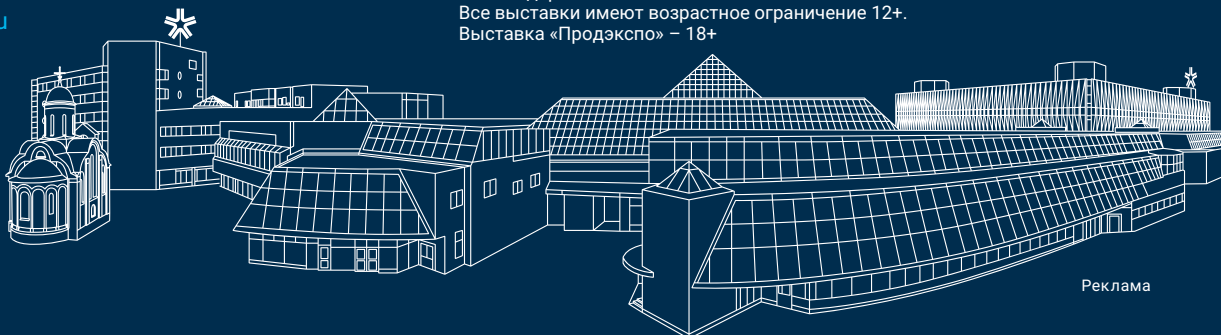 Все выставки имеют возрастное ограничение 12+.
Выставка «Продэкспо» – 18+
Реклама